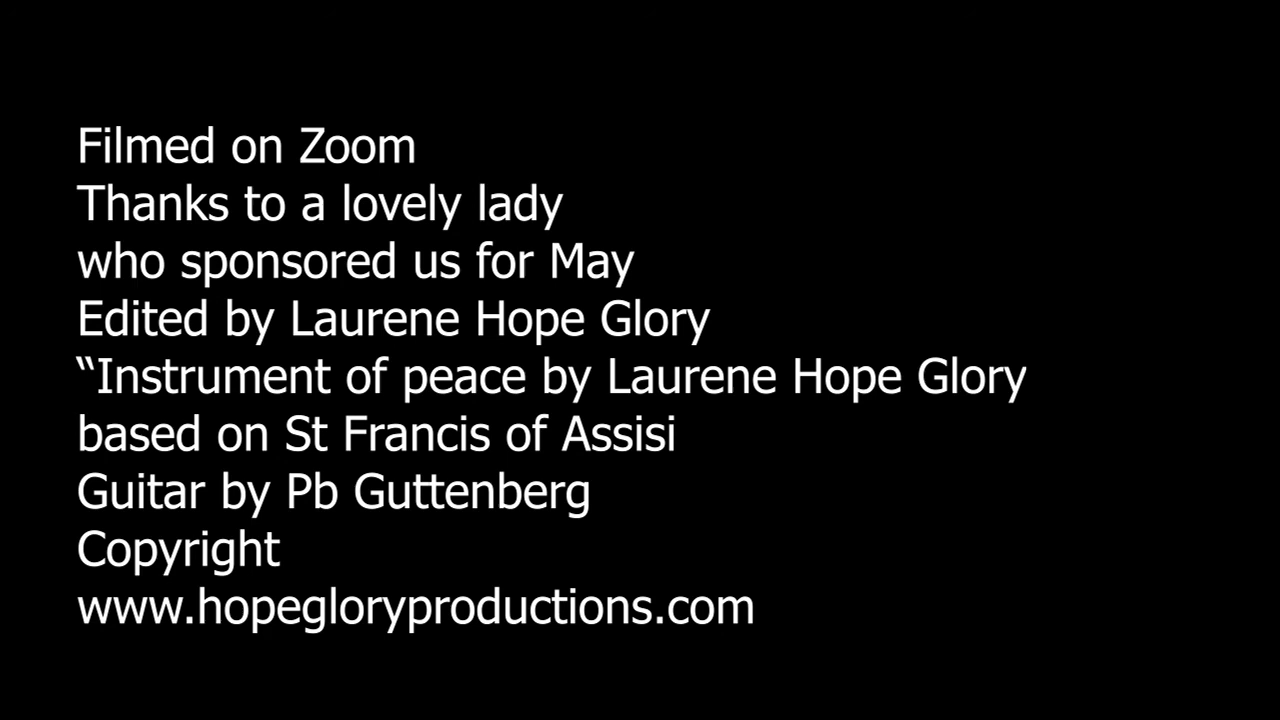 Filmed on Zoom
Thanks to a lovely lady
who sponsored us for May
Edited by Laurene Hope Glory
“Instrument of peace by Laurene Hope Glory
based on St Francis of Assisi
Guitar by Pb Guttenberg
Copyright
www.hopegloryproductions.com